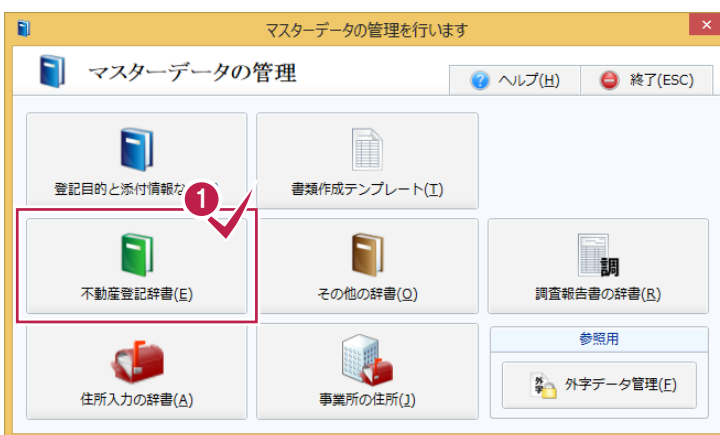 マスターデータの管理を行います
マスターデータの管理
ヘルプ(H)
終了(ESC)
登記目的と添付情報な
書類作成テンプレート(T)
1
不動産登記辞書(E)
その他の辞書(O)
調
調査報告書の辞書(R)
参照用
住所入力の辞書(A)
事業所の住所(J)
外字
外字データ管理(F)